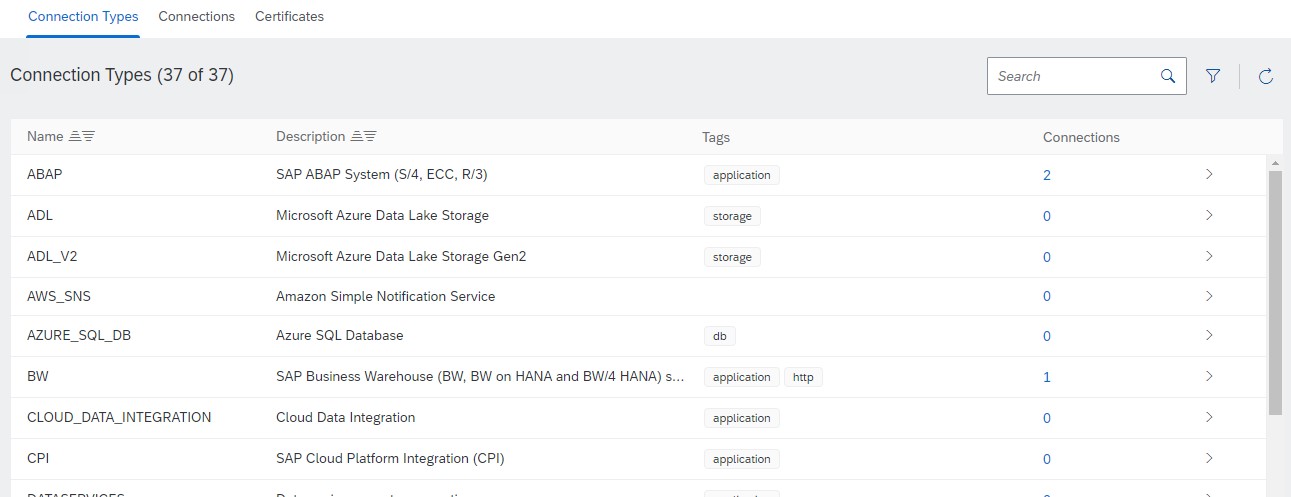 Connection Types Connections Certificates
Connection Types (37 of 37) Search
Name Description Tags Connections
ABAP SAP ABAP System (S/4, ECC, R/3) application 2
ADL Microsoft Azure Data Lake Storage storage 0
ADL_V2 Microsoft Azure Data Lake Storage Gen2 storage 0
AWS_SNS Amazon Simple Notification Service 0
AZURE_SQL_DB Azure SQL Database db 0
BW SAP Business Warehouse (BW, BW on HANA and BW/4 HANA) s... application http 1
CLOUD_DATA_INTEGRATION Cloud Data Integration application 0
CPI SAP Cloud Platform Integration (CPI) application 0